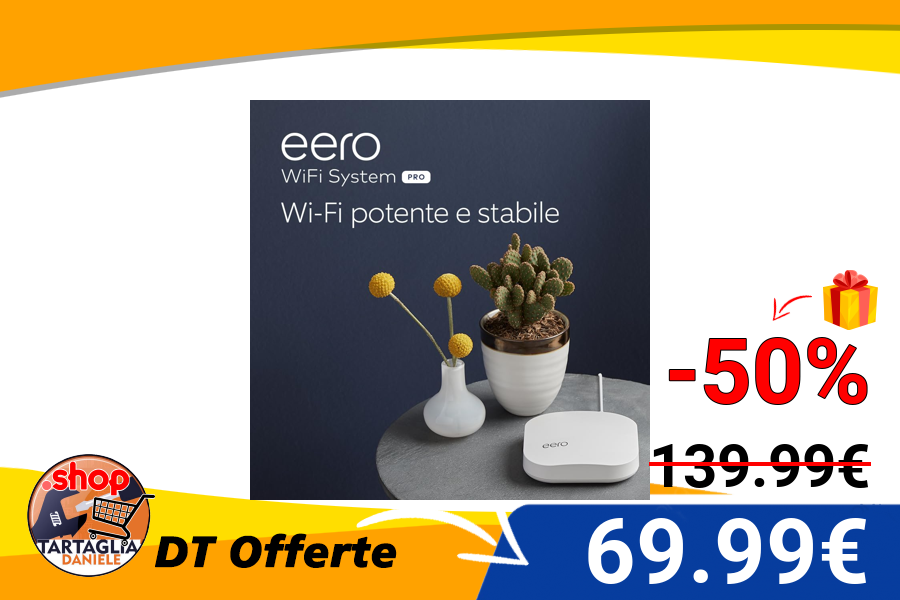 eero
WiFi System PRO
Wi-Fi potente e stabile
eero
-50%
139.99€
69.99€
.shop
TARTAGLIA
DANIELE
DT Offerte